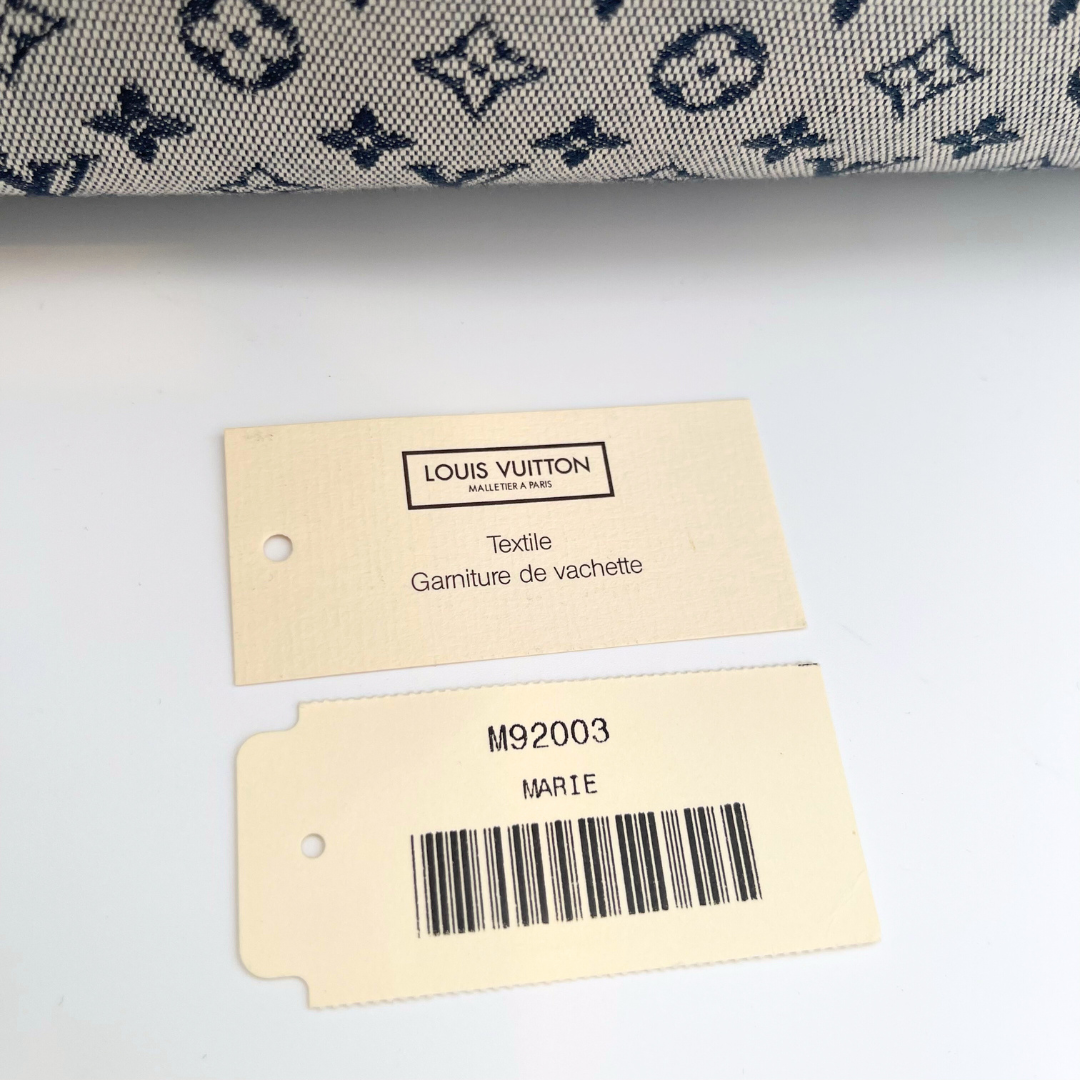 LOUIS VUITTON
MALLETIER A PARIS
Textile
Garniture de vachette
M92003
MARIE